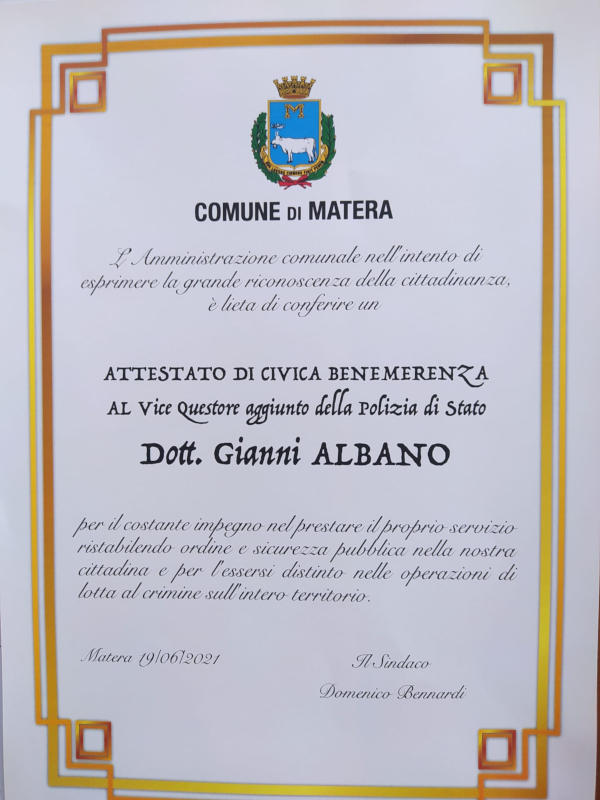 COMUNE DI MATERA
L'Amministrazione comunale nell'intento di
esprimere la grande riconoscenza della cittadinanza,
è lieta di conferire un
ATTESTATO DI CIVICA BENEMERENZA
AL Vice Questore aggiunto della Polizia di Stato
Dott. Gianni ALBANO
per il costante impegno nel prestare il proprio servizio
ristabilendo ordine e sicurezza pubblica nella nostra
cittadina e per l'essersi distinto nelle operazioni di
lotta al crimine sull'intero territorio.
Matera 19/06/2021
Il Sindaco
Domenico Bennardi